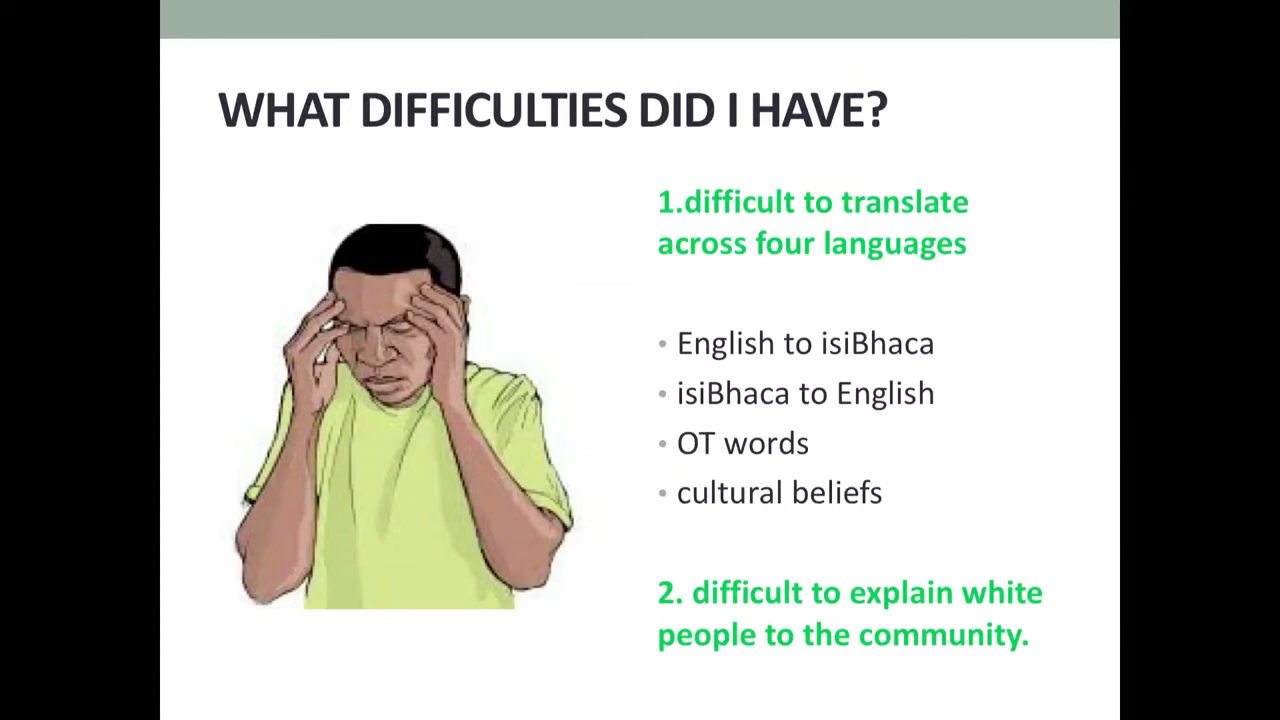 WHAT DIFFICULTIES DID I HAVE?
1.difficult to translate
across four languages
• English to isiBhaca
• isiBhaca to English
• OT words
• cultural beliefs
2. difficult to explain white
people to the community.